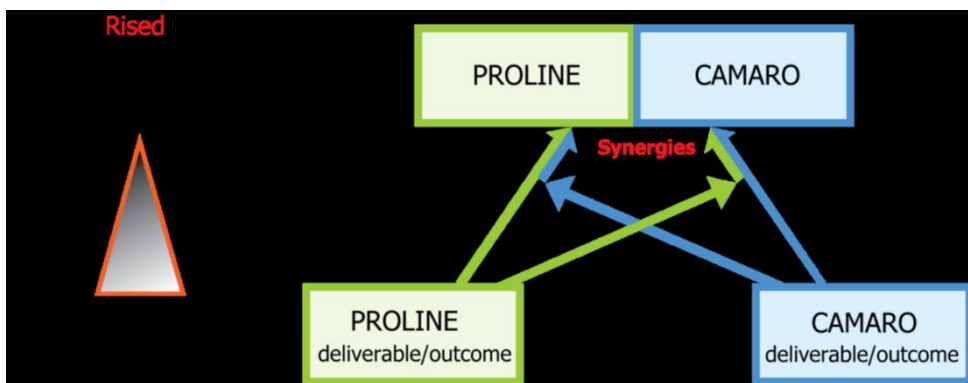 Rised
PROLINE
CAMARO
Synergies
PROLINE
deliverable/outcome
CAMARO
deliverable/outcome